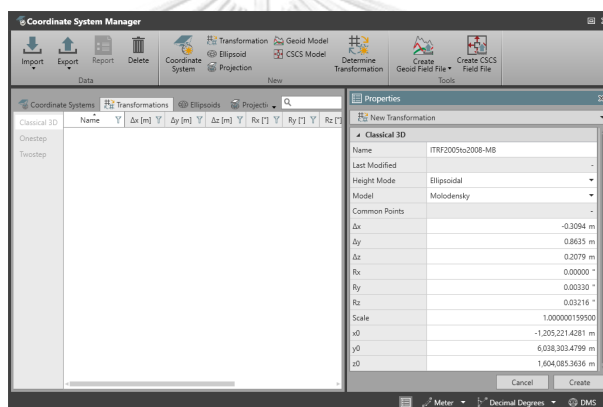 Coordinate System Manager
Import
Export
Report
Delete
Coordinate System
Transformation
Ellipsoid
Projection
Geoid Model
CSCS Model
Determine Transformation
Create Geoid Field File
Create CSCS Field File
Data
New
Tools
Coordinate Systems
Transformations
Ellipsoids
Projecti
Classical 3D
Onestep
Twostep
Name Δx [m] Δy [m] Δz [m] Rx ["] Ry ["] Rz ["]
Properties
New Transformation
Classical 3D
Name ITRF2005to2008-MB
Last Modified -
Height Mode Ellipsoidal
Model Molodensky
Common Points -
Δx -0.3094 m
Δy 0.8635 m
Δz 0.2079 m
Rx 0.00000 "
Ry 0.00330 "
Rz 0.03216 "
Scale 1.000000159500
x0 -1,205,221.4281 m
y0 6,038,303.4799 m
z0 1,604,085.3636 m
Cancel Create
Meter Decimal Degrees DMS